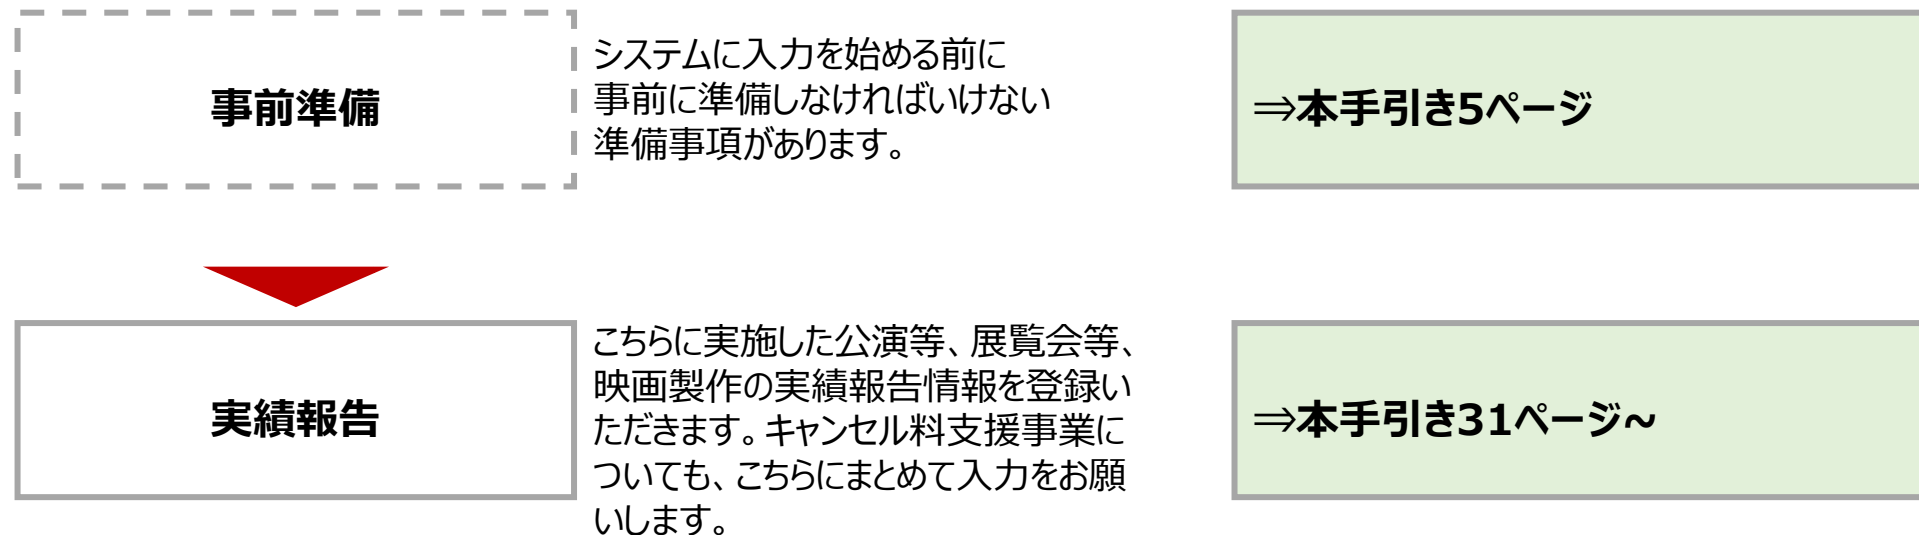 事前準備
システムに入力を始める前に
事前に準備しなければいけない
準備事項があります。
⇒本手引き5ページ
実績報告
こちらに実施した公演等、展覧会等、
映画製作の実績報告情報を登録い
ただきます。キャンセル料支援事業に
ついても、こちらにまとめて入力をお願
いします。
⇒本手引き31ページ~